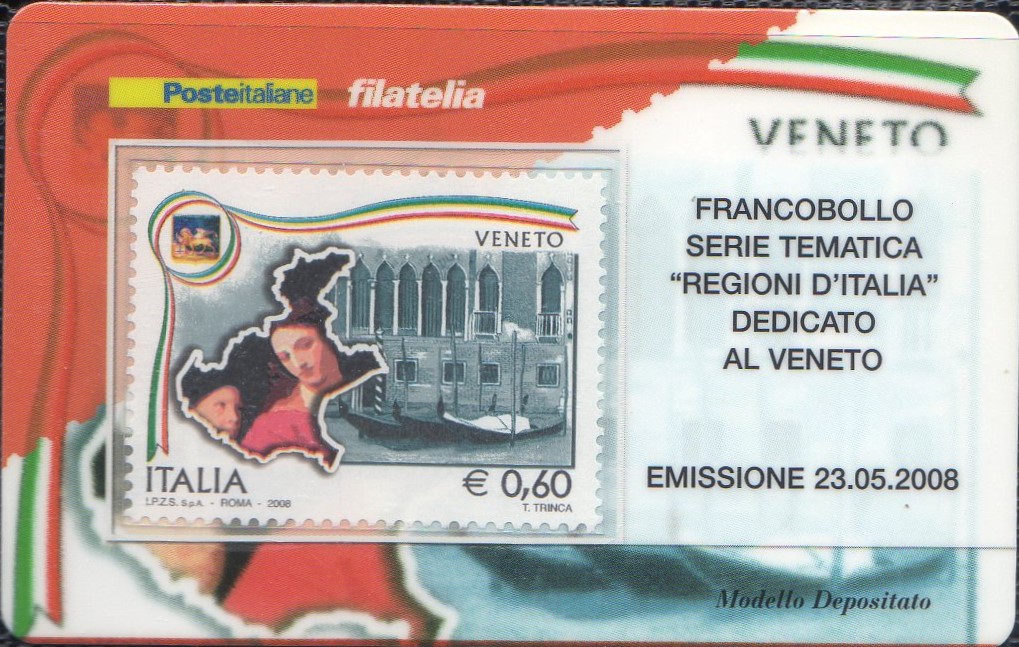 Posteitaliane filatelia
VENETO
VENETO
ITALIA
I.P.Z.S. S.p.A. - ROMA - 2008
€ 0,60
T. TRINCA
FRANCOBOLLO
SERIE TEMATICA
“REGIONI D’ITALIA”
DEDICATO
AL VENETO
EMISSIONE 23.05.2008
Modello Depositato